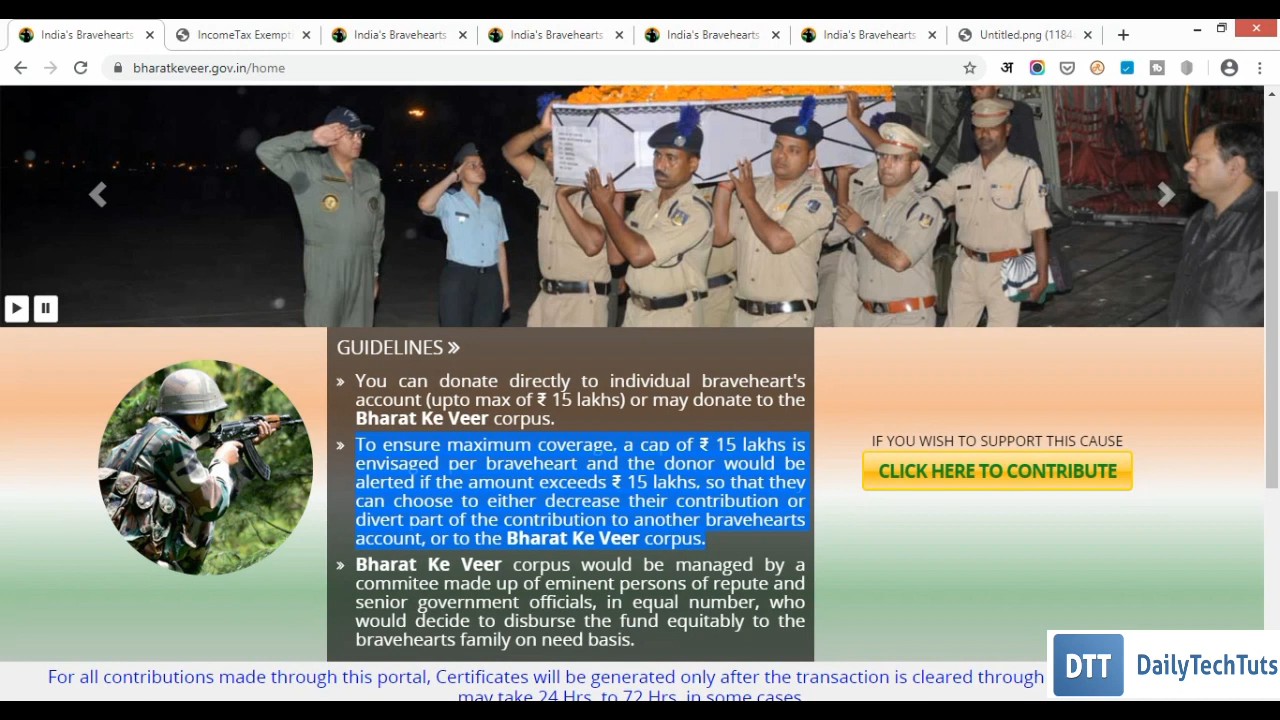 India's Bravehearts
IncomeTax Exempt
India's Bravehearts
India's Bravehearts
India's Bravehearts
India's Bravehearts
Untitled.png (1184
bharatkeveer.gov.in/home
अ
GUIDELINES »
» You can donate directly to individual braveheart's
account (upto max of ₹ 15 lakhs) or may donate to the
Bharat Ke Veer corpus.
» To ensure maximum coverage, a cap of ₹ 15 lakhs is
envisaged per braveheart and the donor would be
alerted if the amount exceeds ₹ 15 lakhs, so that they
can choose to either decrease their contribution or
divert part of the contribution to another bravehearts
account, or to the Bharat Ke Veer corpus.
» Bharat Ke Veer corpus would be managed by a
commitee made up of eminent persons of repute and
senior government officials, in equal number, who
would decide to disburse the fund equitably to the
bravehearts family on need basis.
IF YOU WISH TO SUPPORT THIS CAUSE
CLICK HERE TO CONTRIBUTE
For all contributions made through this portal, Certificates will be generated only after the transaction is cleared through
may take 24 Hrs. to 72 Hrs. in some cases
DTT DailyTechTuts